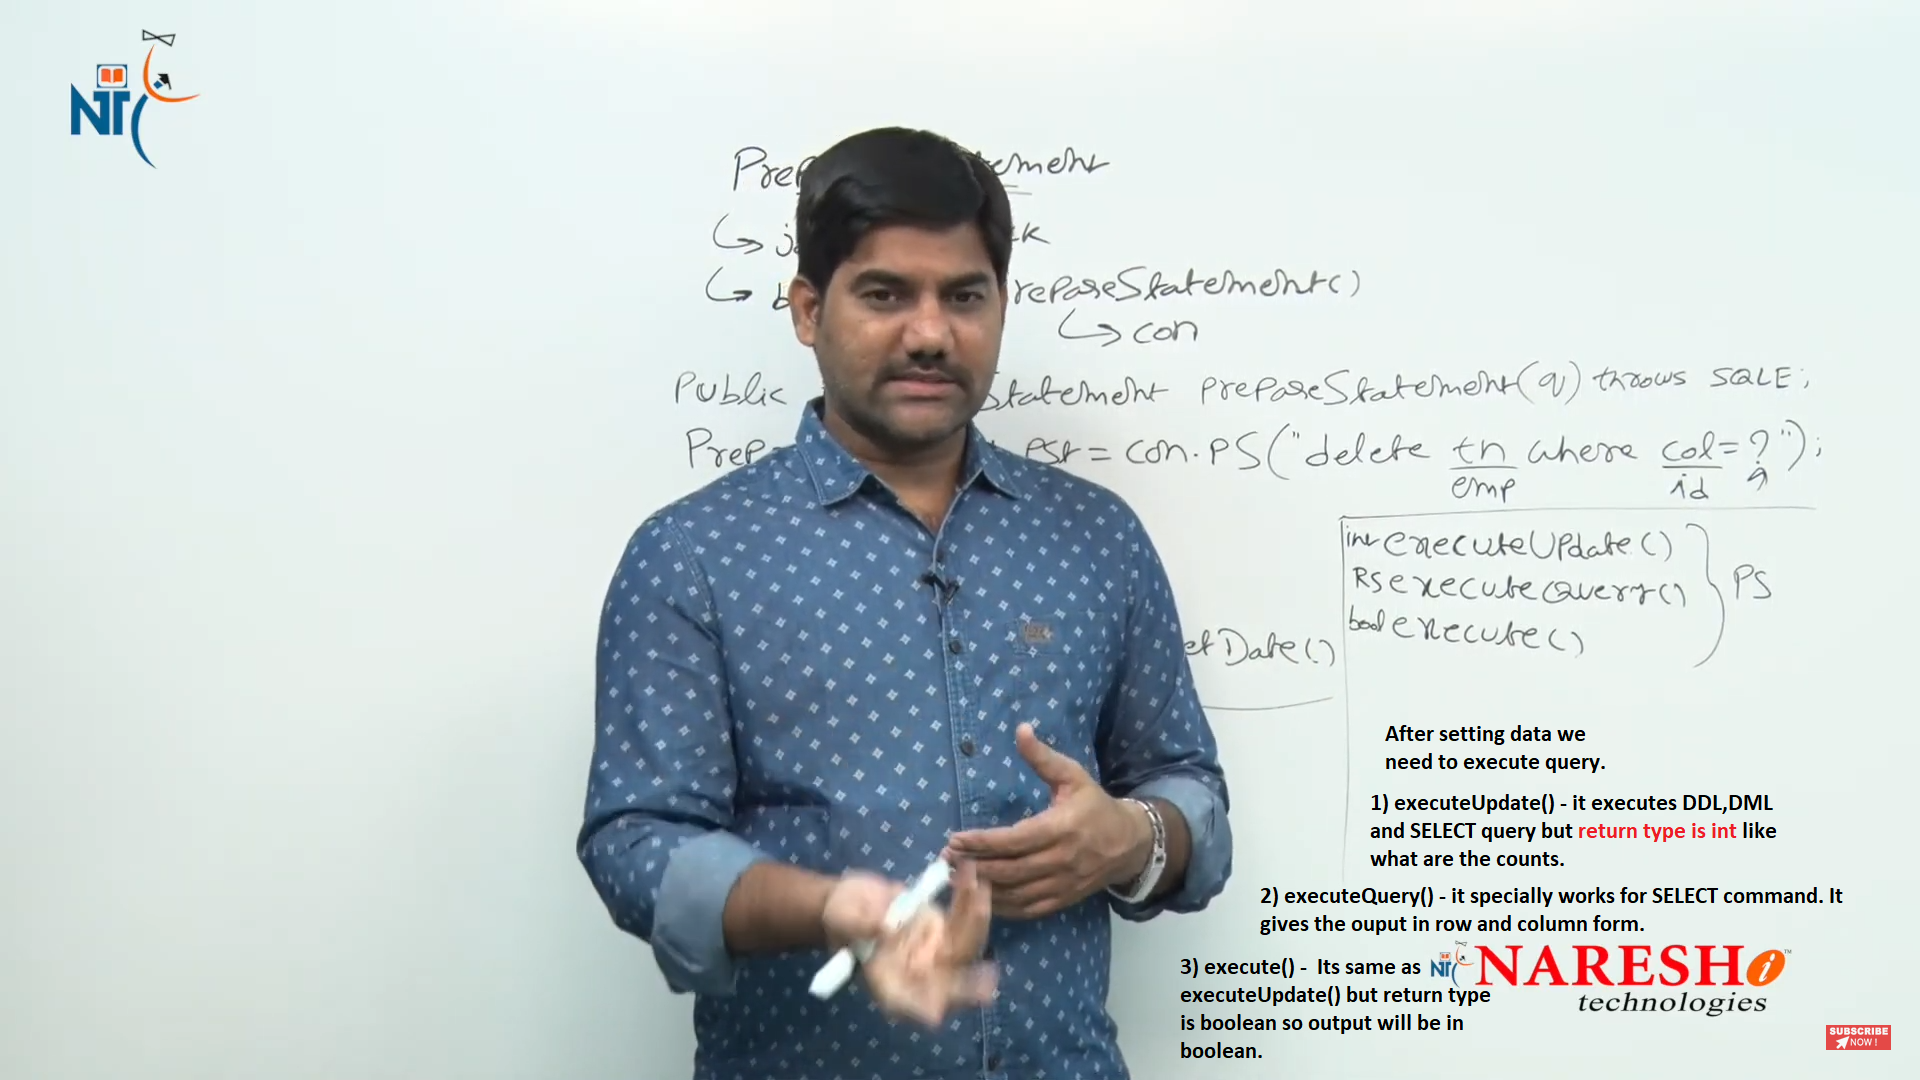 NT
ement
repareStatement()
con
Public Statement prepareStatement(q) throws SQLE;
Prep PSt = con.PS("delete tn where col=?");
emp id
int executeUpdate()
RS executeQuery()
bool execute()
PS
etDate()
After setting data we
need to execute query.
1) executeUpdate() - it executes DDL,DML
and SELECT query but return type is int like
what are the counts.
2) executeQuery() - it specially works for SELECT command. It
gives the ouput in row and column form.
3) execute() - Its same as
executeUpdate() but return type
is boolean so output will be in
boolean.
NT NARESH i ™
technologies
SUBSCRIBE
NOW !